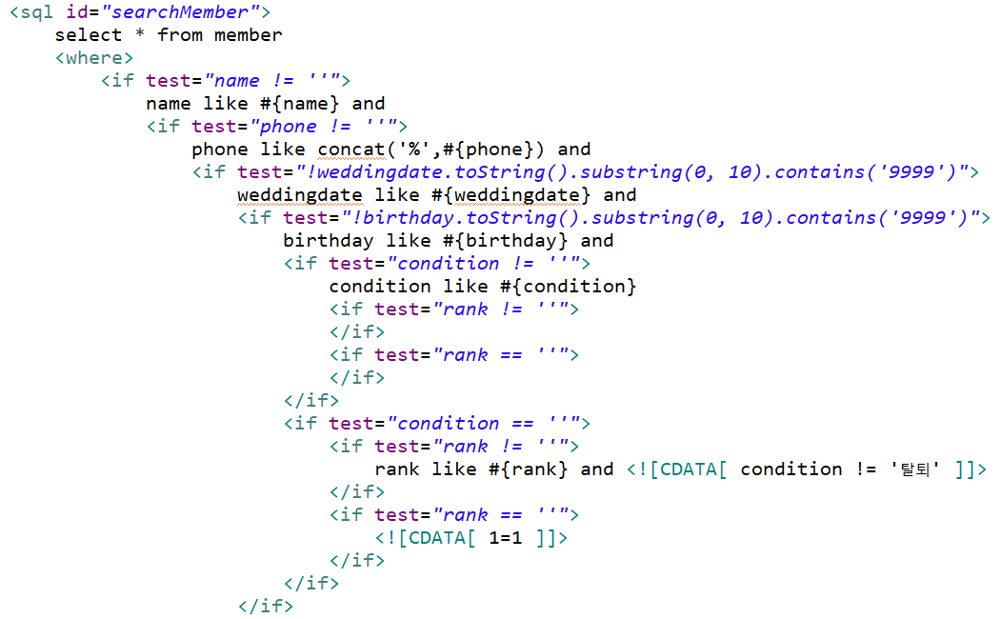 <sql id="searchMember">
    select * from member
    <where>
        <if test="name != ''">
            name like #{name} and
            <if test="phone != ''">
                phone like concat('%',#{phone}) and
                <if test="!weddingdate.toString().substring(0, 10).contains('9999')">
                    weddingdate like #{weddingdate} and
                    <if test="!birthday.toString().substring(0, 10).contains('9999')">
                        birthday like #{birthday} and
                        <if test="condition != ''">
                            condition like #{condition}
                            <if test="rank != ''">
                            </if>
                            <if test="rank == ''">
                            </if>
                        </if>
                        <if test="condition == ''">
                            <if test="rank != ''">
                                rank like #{rank} and <![CDATA[ condition != '탈퇴' ]]>
                            </if>
                            <if test="rank == ''">
                                <![CDATA[ 1=1 ]]>
                            </if>
                        </if>
                    </if>